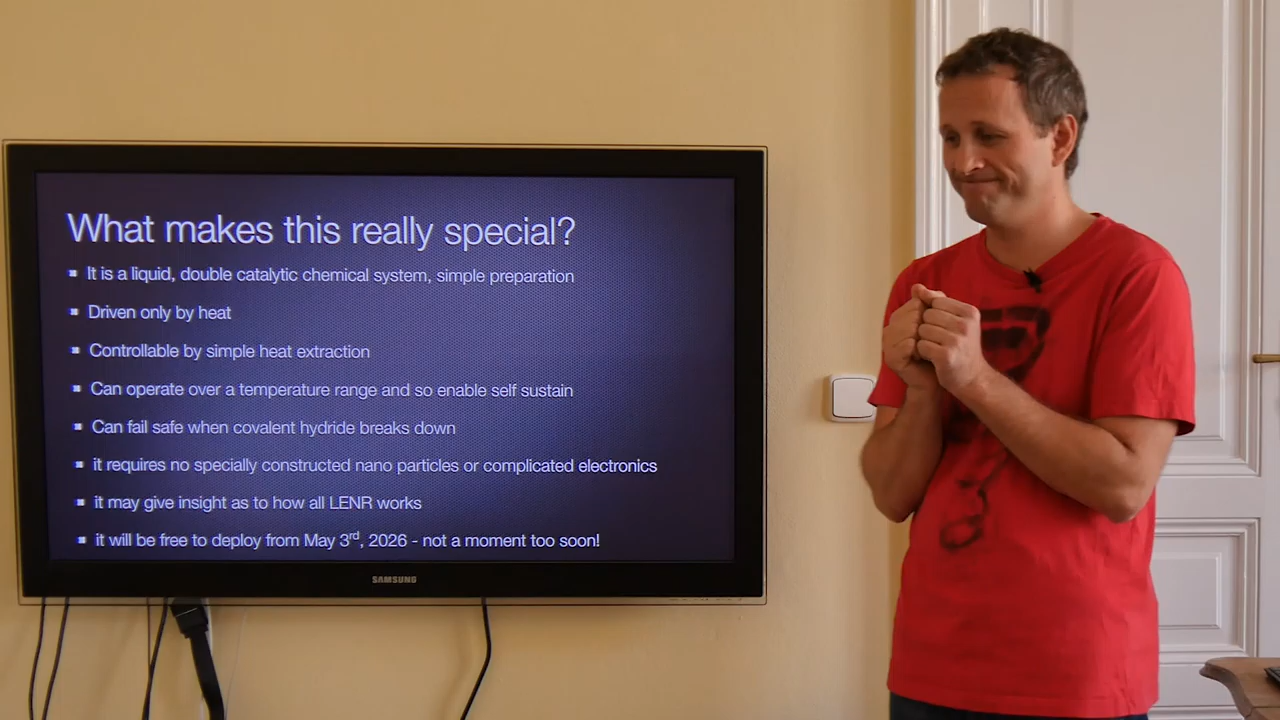 What makes this really special?
It is a liquid, double catalytic chemical system, simple preparation
Driven only by heat
Controllable by simple heat extraction
Can operate over a temperature range and so enable self sustain
Can fail safe when covalent hydride breaks down
it requires no specially constructed nano particles or complicated electronics
it may give insight as to how all LENR works
it will be free to deploy from May 3rd, 2026 - not a moment too soon!
SAMSUNG